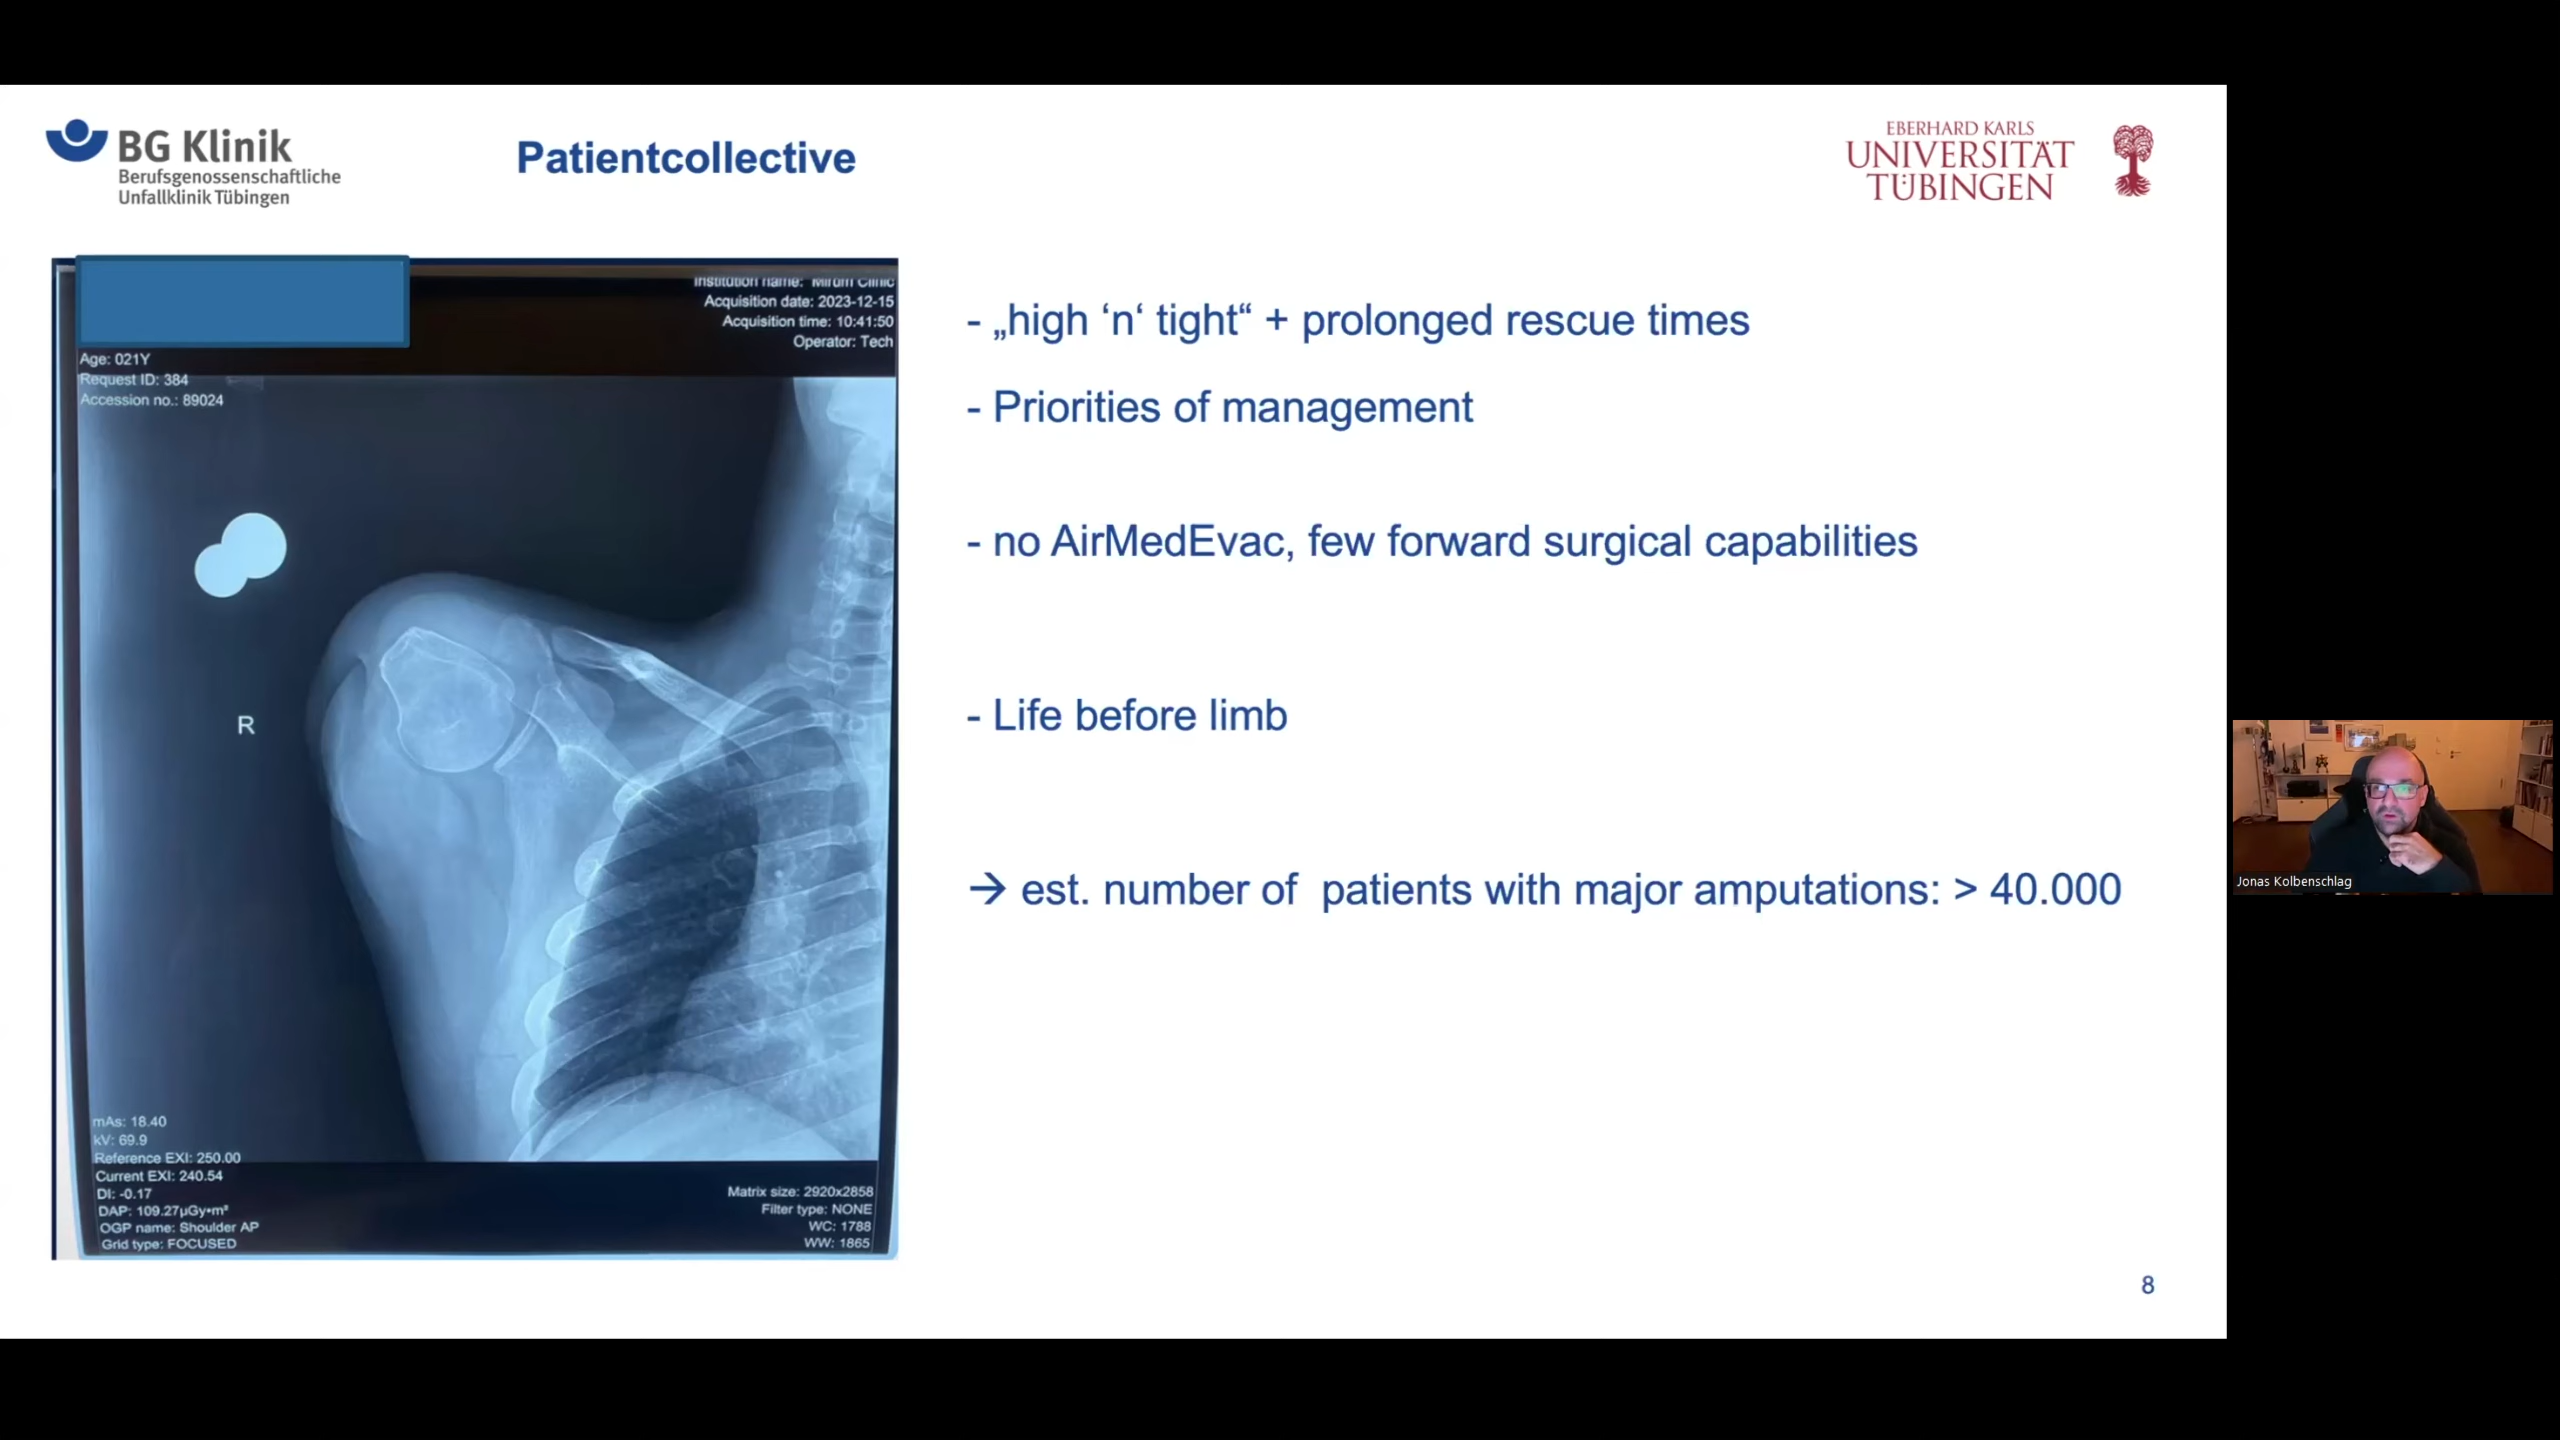 BG Klinik
Berufsgenossenschaftliche
Unfallklinik Tübingen
Patientcollective
EBERHARD KARLS
UNIVERSITÄT
TÜBINGEN
Institution name: Mirum Clinic
Acquisition date: 2023-12-15
Acquisition time: 10:41:50
Operator: Tech
Age: 021Y
Request ID: 384
Accession no.: 89024
R
mAs: 18.40
kV: 69.9
Reference EXI: 250.00
Current EXI: 240.54
DI: -0.17
DAP: 109.27µGy•m²
OGP name: Shoulder AP
Grid type: FOCUSED
Matrix size: 2920x2858
Filter type: NONE
WC: 1788
WW: 1865
- „high ‘n‘ tight“ + prolonged rescue times
- Priorities of management
- no AirMedEvac, few forward surgical capabilities
- Life before limb
→ est. number of patients with major amputations: > 40.000
8
Jonas Kolbenschlag